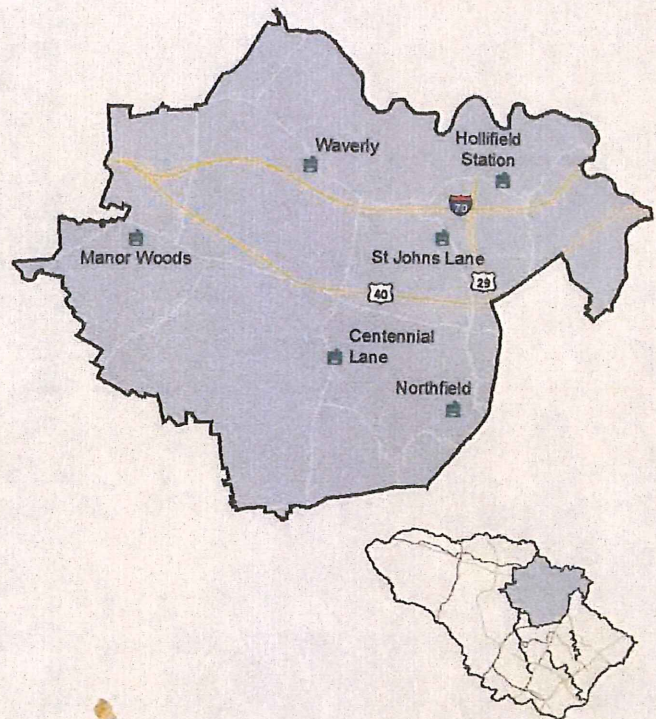 Waverly
Hollifield
Station
70
Manor Woods
St Johns Lane
29
40
Centennial
Lane
Northfield